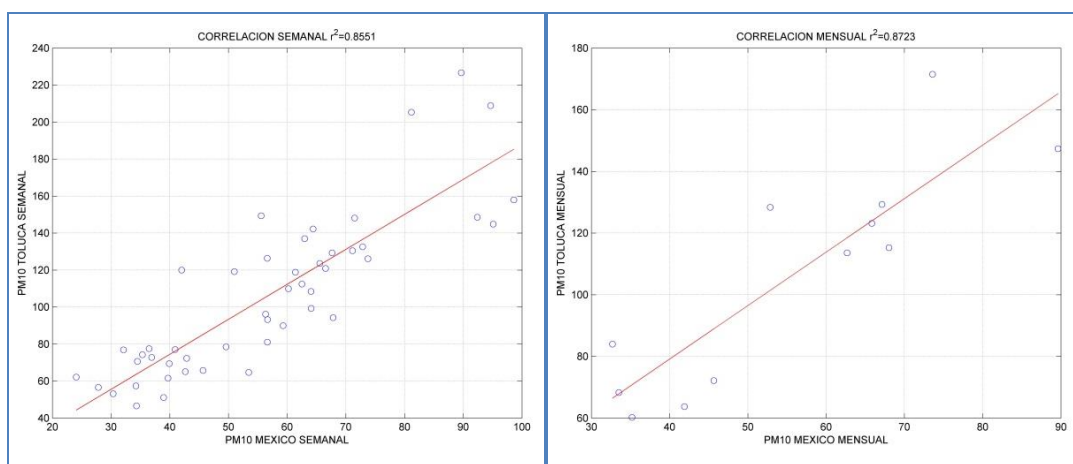 CORRELACION SEMANAL r²=0.8551
240
220
200
180
160
140
120
100
80
60
40
20 30 40 50 60 70 80 90 100
PM10 TOLUCA SEMANAL
PM10 MEXICO SEMANAL
CORRELACION MENSUAL r²=0.8723
180
160
140
120
100
80
60
30 40 50 60 70 80 90
PM10 TOLUCA MENSUAL
PM10 MEXICO MENSUAL